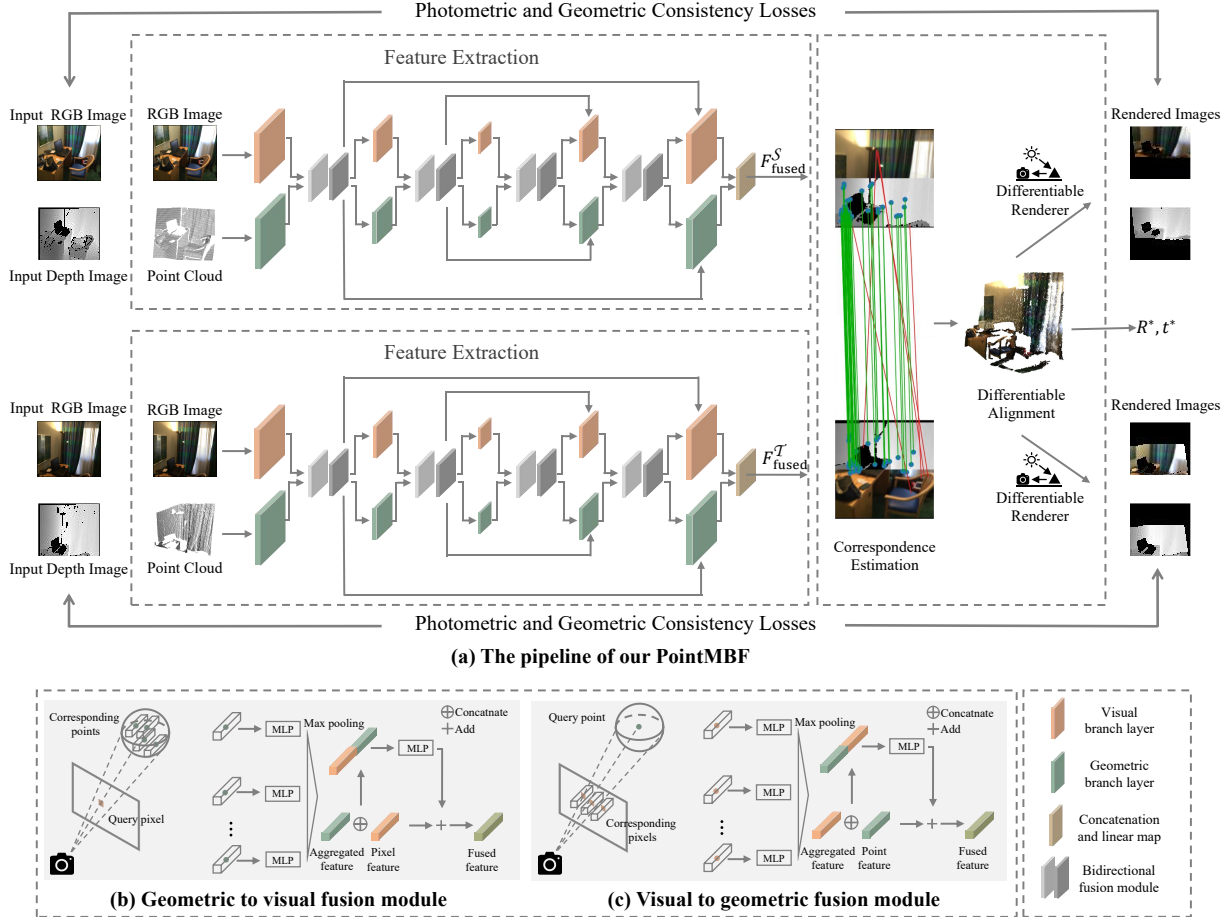 Photometric and Geometric Consistency Losses
Feature Extraction
Input RGB Image
RGB Image
Input Depth Image
Point Cloud
F^S_fused
Differentiable
Renderer
Rendered Images
R*, t*
Feature Extraction
Input RGB Image
RGB Image
Input Depth Image
Point Cloud
F^T_fused
Correspondence
Estimation
Differentiable
Alignment
Differentiable
Renderer
Rendered Images
Photometric and Geometric Consistency Losses
(a) The pipeline of our PointMBF
Corresponding
points
Query pixel
MLP
MLP
MLP
Max pooling
MLP
⊕Concatnate
+Add
⊕
+
Aggregated
feature
Pixel
feature
Fused
feature
(b) Geometric to visual fusion module
Query point
Corresponding
pixels
MLP
MLP
MLP
Max pooling
MLP
⊕Concatnate
+Add
⊕
+
Aggregated
feature
Point
feature
Fused
feature
(c) Visual to geometric fusion module
Visual
branch layer
Geometric
branch layer
Concatenation
and linear map
Bidirectional
fusion module